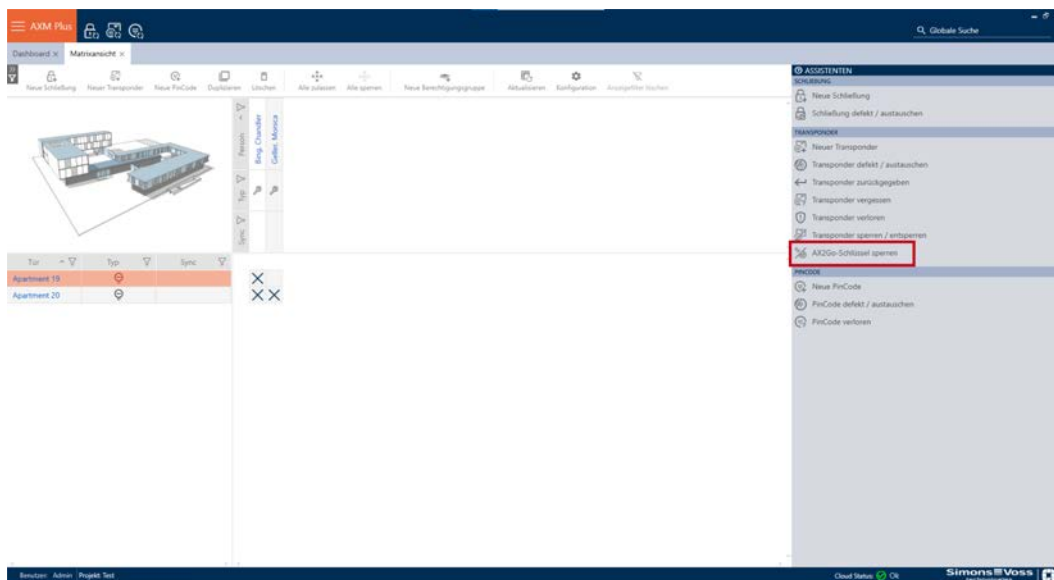 AXM Plus
Globale Suche
Dashboard
Matrixansicht
Neue Schließung
Neuer Transponder
Neue PinCode
Duplizieren
Löschen
Alle zulassen
Alle sperren
Neue Berechtigungsgruppe
Aktualisieren
Konfiguration
Anzeigefilter löschen
Person
Bing, Chandler
Geller, Monica
Typ
Sync
Tür
Typ
Sync
Apartment 19
Apartment 20
ASSISTENTEN
SCHLIEßUNG
Neue Schließung
Schließung defekt / austauschen
TRANSPONDER
Neuer Transponder
Transponder defekt / austauschen
Transponder zurückgegeben
Transponder vergessen
Transponder verloren
Transponder sperren / entsperren
AX2Go-Schlüssel sperren
PINCODE
Neue PinCode
PinCode defekt / austauschen
PinCode verloren
Benutzer: Admin
Projekt: Test
Cloud Status:
Ok
SimonsVoss